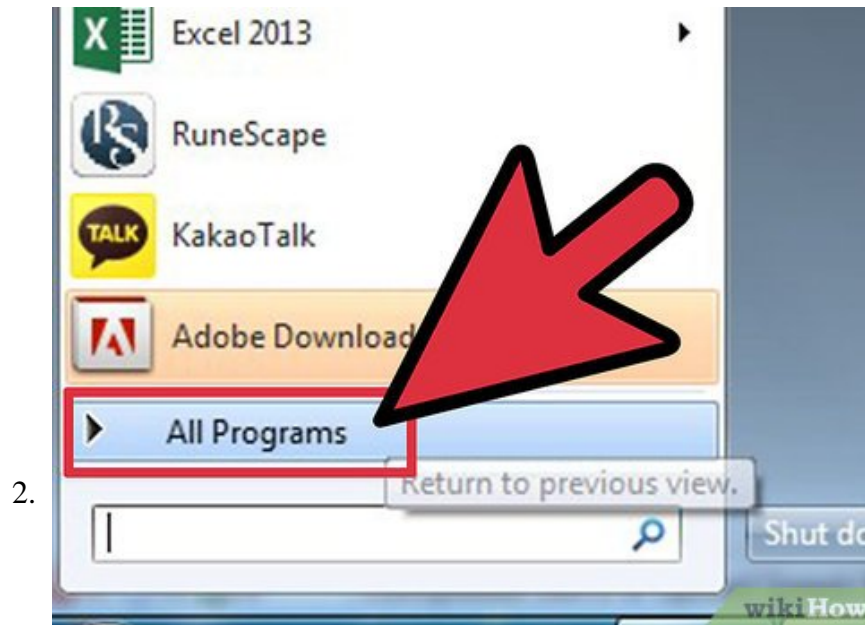 Excel 2013
RuneScape
TALK
KakaoTalk
Adobe Download
All Programs
2.
Return to previous view.
Shut do
wikiHow